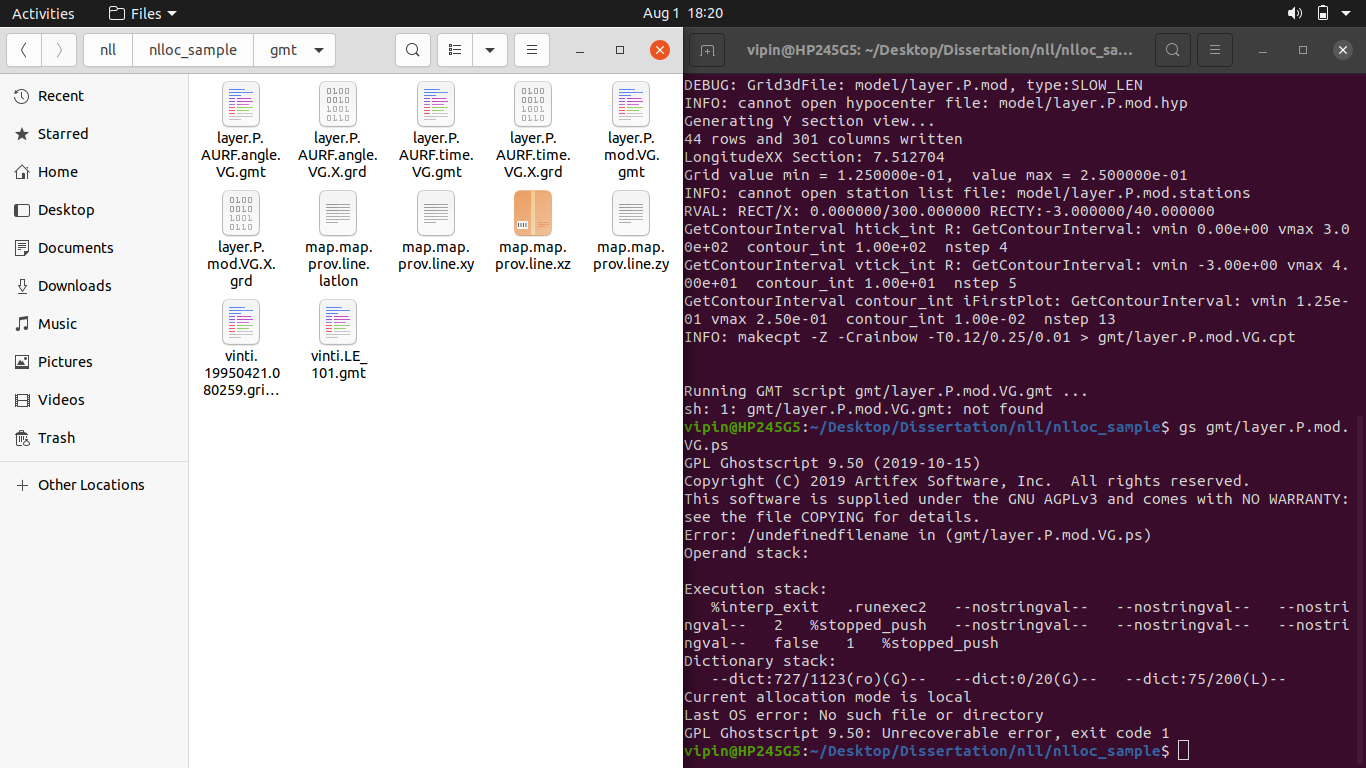 Activities
Files
Aug 1 18:20
nll
nlloc_sample
gmt
vipin@HP245G5: ~/Desktop/Dissertation/nll/nlloc_sa...
Recent
Starred
Home
Desktop
Documents
Downloads
Music
Pictures
Videos
Trash
Other Locations
layer.P.
AURF.angle.
VG.gmt
layer.P.
AURF.angle.
VG.X.grd
layer.P.
AURF.time.
VG.gmt
layer.P.
AURF.time.
VG.X.grd
layer.P.
mod.VG.
gmt
layer.P.
mod.VG.X.
grd
map.map.
prov.line.
latlon
map.map.
prov.line.xy
map.map.
prov.line.xz
map.map.
prov.line.zy
vinti.
19950421.0
80259.gri...
vinti.LE_
101.gmt
DEBUG: Grid3dFile: model/layer.P.mod, type:SLOW_LEN
INFO: cannot open hypocenter file: model/layer.P.mod.hyp
Generating Y section view...
44 rows and 301 columns written
LongitudeXX Section: 7.512704
Grid value min = 1.250000e-01,  value max = 2.500000e-01
INFO: cannot open station list file: model/layer.P.mod.stations
RVAL: RECT/X: 0.000000/300.000000 RECTY:-3.000000/40.000000
GetContourInterval htick_int R: GetContourInterval: vmin 0.00e+00 vmax 3.0
0e+02  contour_int 1.00e+02  nstep 4
GetContourInterval vtick_int R: GetContourInterval: vmin -3.00e+00 vmax 4.
00e+01  contour_int 1.00e+01  nstep 5
GetContourInterval contour_int iFirstPlot: GetContourInterval: vmin 1.25e-
01 vmax 2.50e-01  contour_int 1.00e-02  nstep 13
INFO: makecpt -Z -Crainbow -T0.12/0.25/0.01 > gmt/layer.P.mod.VG.cpt
Running GMT script gmt/layer.P.mod.VG.gmt ...
sh: 1: gmt/layer.P.mod.VG.gmt: not found
vipin@HP245G5:~/Desktop/Dissertation/nll/nlloc_sample$ gs gmt/layer.P.mod.
VG.ps
GPL Ghostscript 9.50 (2019-10-15)
Copyright (C) 2019 Artifex Software, Inc.  All rights reserved.
This software is supplied under the GNU AGPLv3 and comes with NO WARRANTY:
see the file COPYING for details.
Error: /undefinedfilename in (gmt/layer.P.mod.VG.ps)
Operand stack:
Execution stack:
   %interp_exit   .runexec2   --nostringval--   --nostringval--   --nostri
ngval--   2   %stopped_push   --nostringval--   --nostringval--   --nostri
ngval--   false   1   %stopped_push
Dictionary stack:
   --dict:727/1123(ro)(G)--   --dict:0/20(G)--   --dict:75/200(L)--
Current allocation mode is local
Last OS error: No such file or directory
GPL Ghostscript 9.50: Unrecoverable error, exit code 1
vipin@HP245G5:~/Desktop/Dissertation/nll/nlloc_sample$